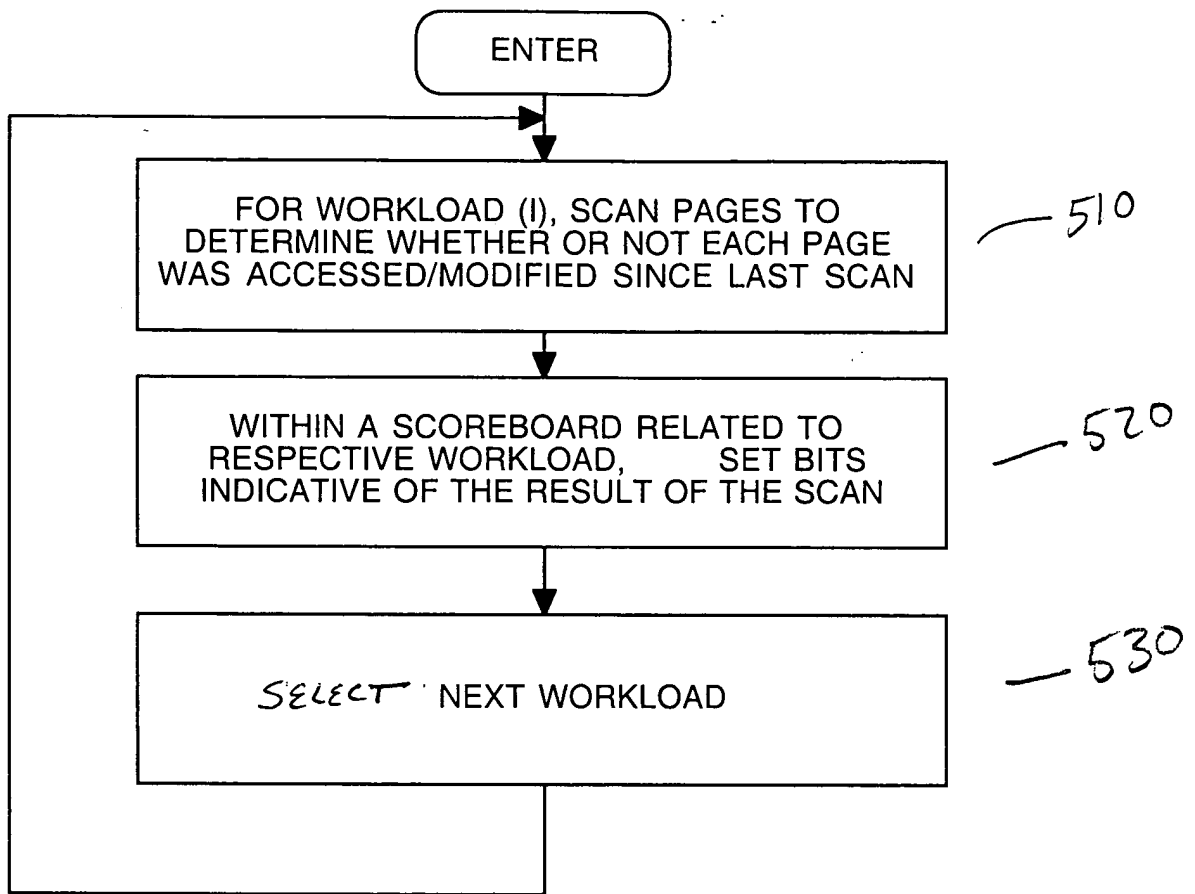 ENTER
FOR WORKLOAD (I), SCAN PAGES TO
DETERMINE WHETHER OR NOT EACH PAGE
WAS ACCESSED/MODIFIED SINCE LAST SCAN
510
WITHIN A SCOREBOARD RELATED TO
RESPECTIVE WORKLOAD, SET BITS
INDICATIVE OF THE RESULT OF THE SCAN
520
SELECT NEXT WORKLOAD
530